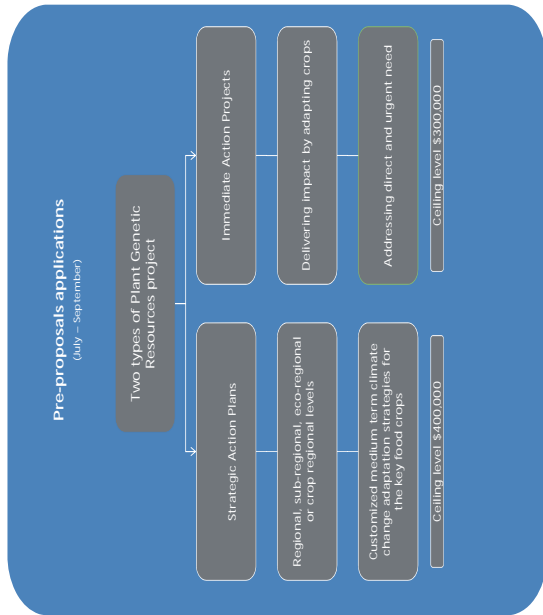 Pre-proposals applications
(July – September)
Two types of Plant Genetic
Resources project
Strategic Action Plans
Regional, sub-regional, eco-regional
or crop regional levels
Customized medium term climate
change adaptation strategies for
the key food crops
Ceiling level $400,000
Immediate Action Projects
Delivering impact by adapting crops
Addressing direct and urgent need
Ceiling level $300,000